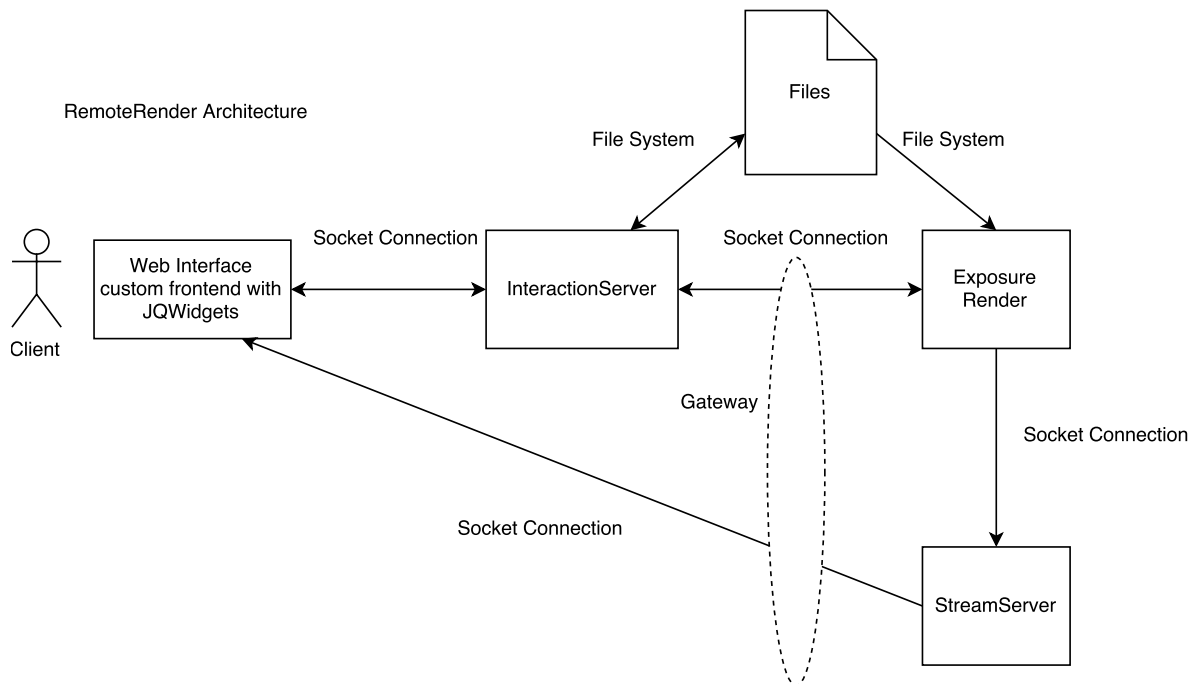 Files
RemoteRender Architecture
File System
File System
Socket Connection
Socket Connection
Web Interface
custom frontend with
JQWidgets
InteractionServer
Exposure
Render
Client
Gateway
Socket Connection
Socket Connection
StreamServer